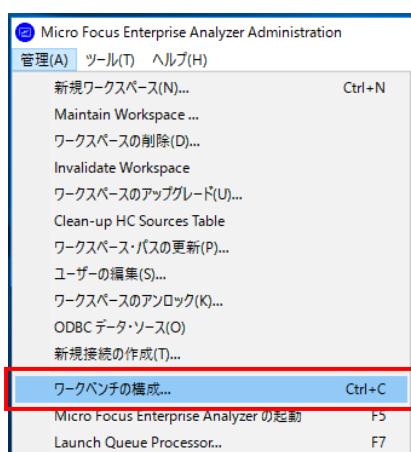 Micro Focus Enterprise Analyzer Administration
管理(A) ツール(T) ヘルプ(H)
新規ワークスペース(N)... Ctrl+N
Maintain Workspace ...
ワークスペースの削除(D)...
Invalidate Workspace
ワークスペースのアップグレード(U)...
Clean-up HC Sources Table
ワークスペース・パスの更新(P)...
ユーザーの編集(S)...
ワークスペースのアンロック(K)...
ODBC データ・ソース(O)
新規接続の作成(T)...
ワークベンチの構成... Ctrl+C
Micro Focus Enterprise Analyzer の起動 F5
Launch Queue Processor... F7